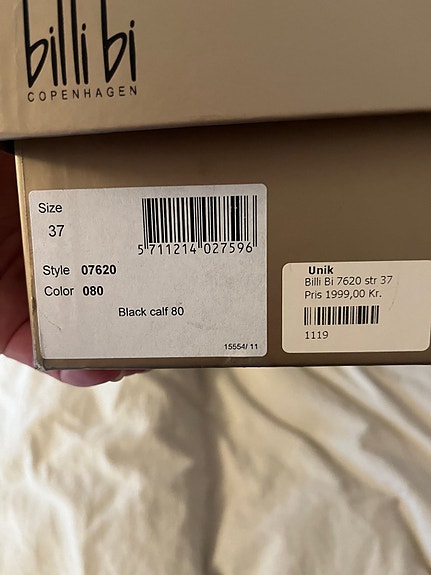 billi bi
COPENHAGEN
Size
37
5 711214 027596
Style 07620
Color 080
Black calf 80
15554/ 11
Unik
Billi Bi 7620 str 37
Pris 1999,00 Kr.
1119